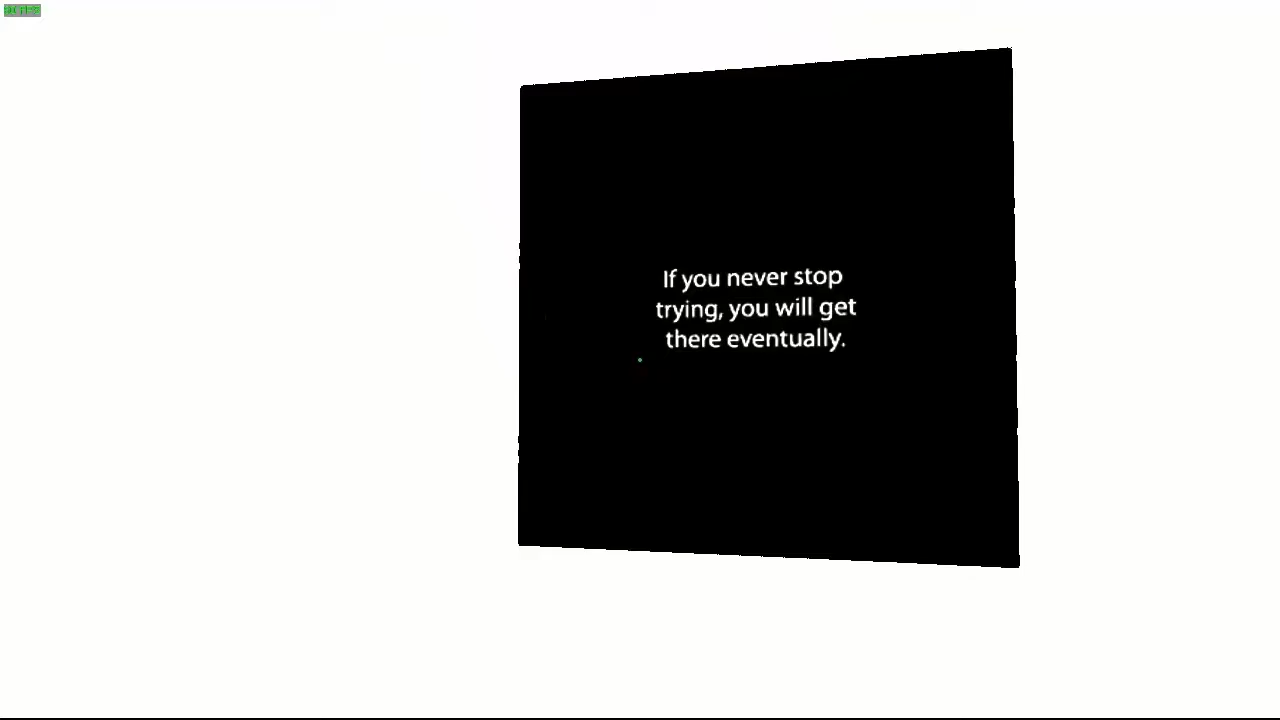 If you never stop
trying, you will get
there eventually.